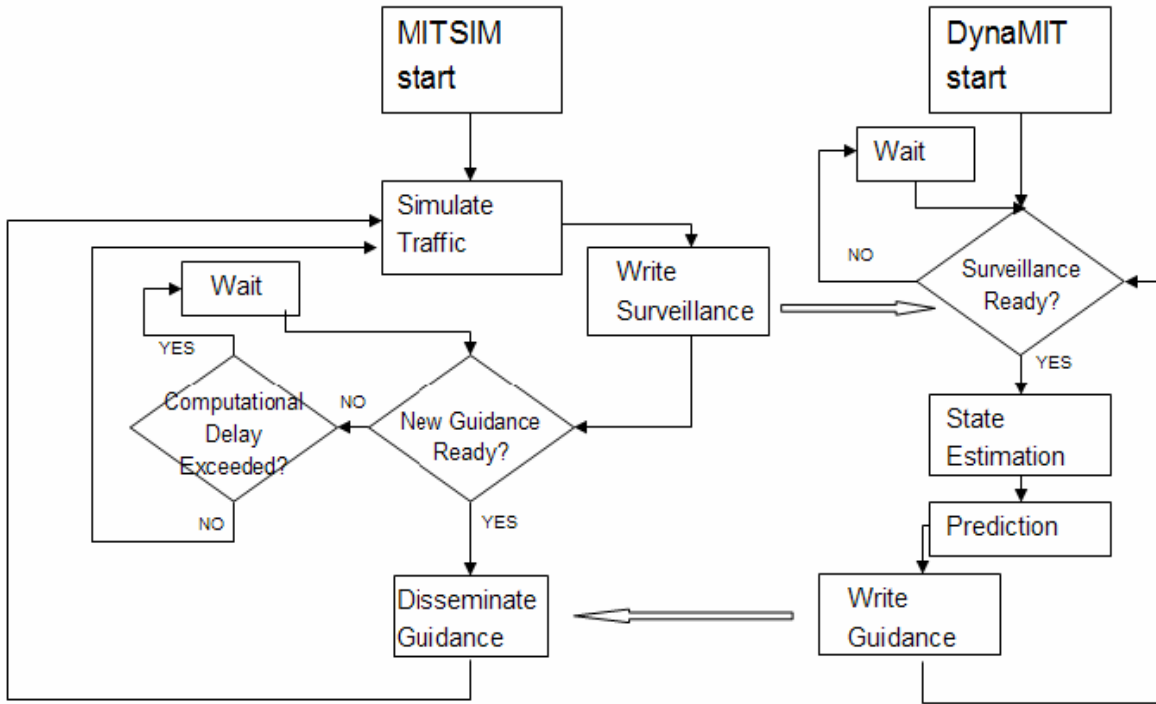 MITSIM
start
DynaMIT
start
Wait
Simulate
Traffic
NO
Surveillance
Ready?
Write
Surveillance
Wait
YES
YES
Computational
Delay
Exceeded?
NO
New Guidance
Ready?
State
Estimation
NO
YES
Prediction
Disseminate
Guidance
Write
Guidance